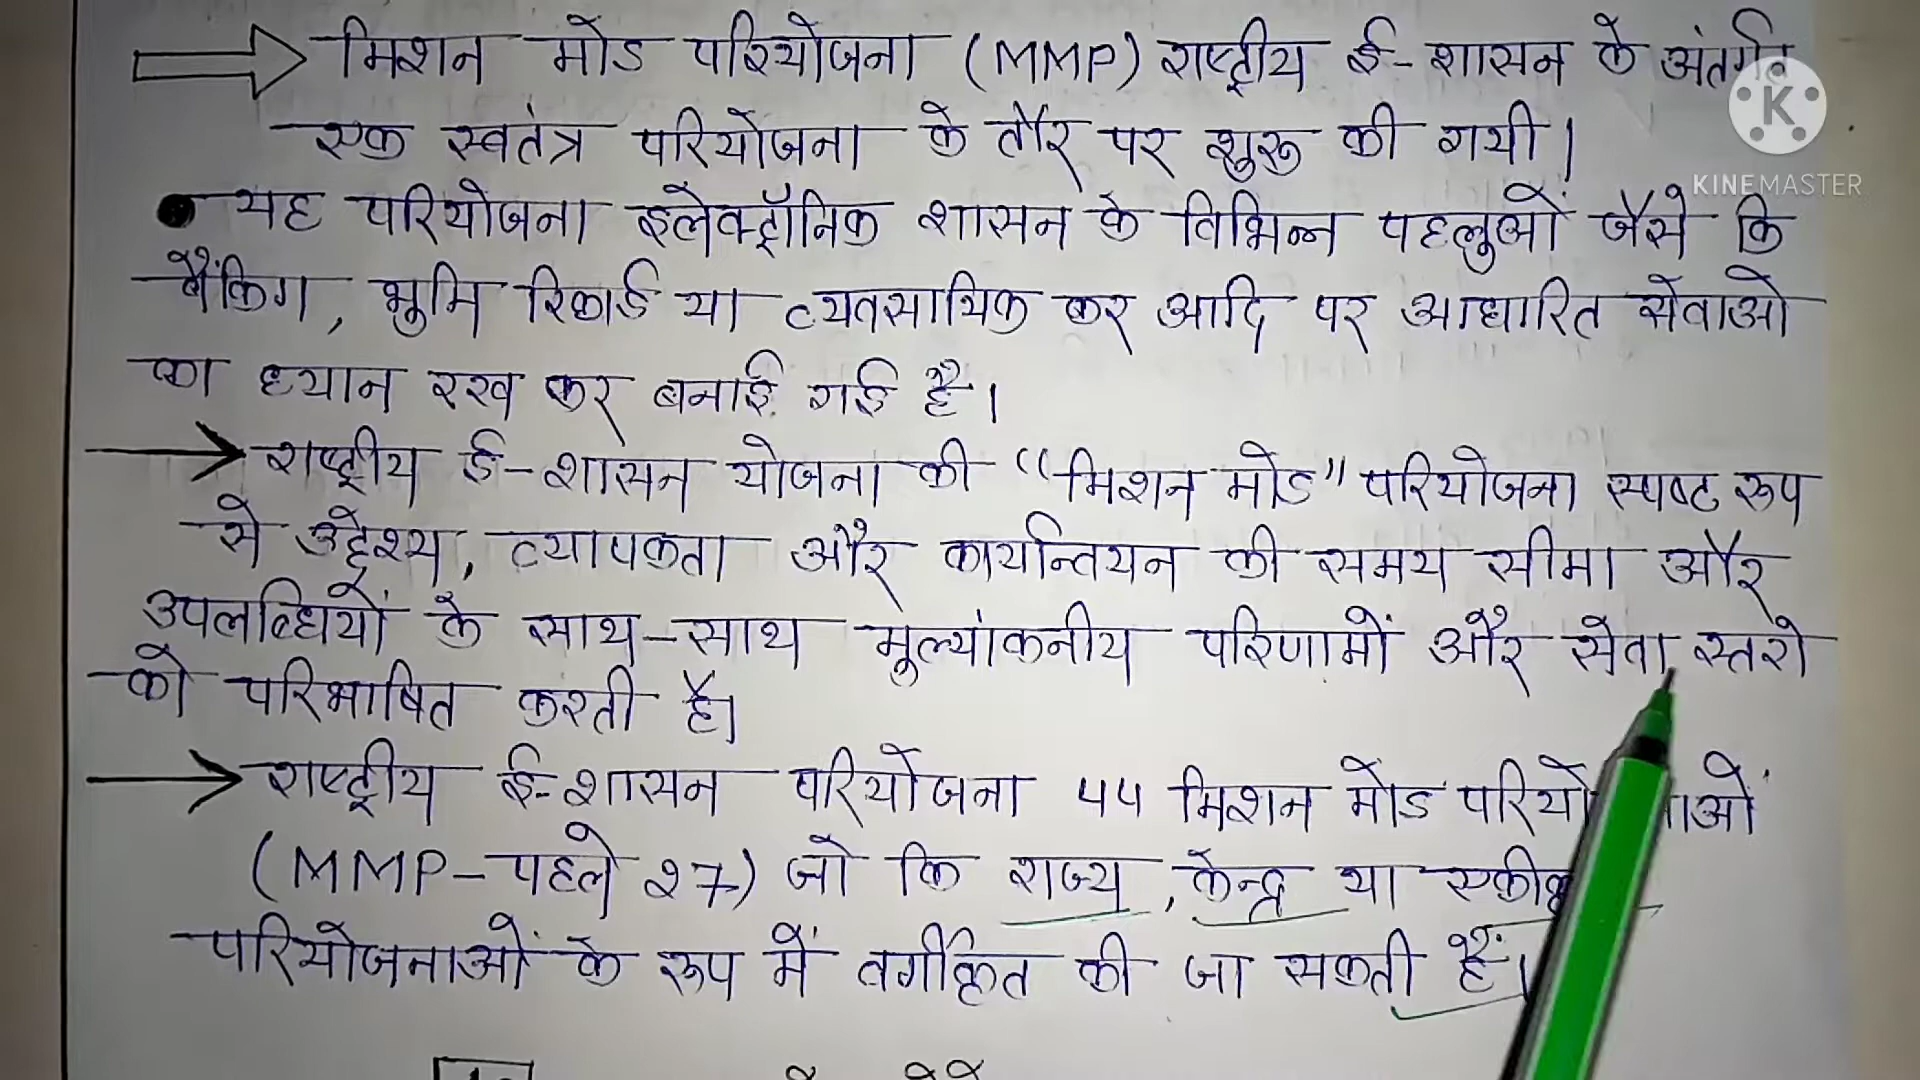 मिशन मोड परियोजना (MMP) राष्ट्रीय ई-शासन के अंतर्गत
एक स्वतंत्र परियोजना के तौर पर शुरू की गयी।
K
KINEMASTER
• यह परियोजना इलेक्ट्रॉनिक शासन के विभिन्न पहलुओं जैसे कि
बैंकिंग, भूमि रिकार्ड या व्यवसायिक कर आदि पर आधारित सेवाओ
का ध्यान रख कर बनाई गई है।
राष्ट्रीय ई-शासन योजना की "मिशन मोड" परियोजना स्पष्ट रूप
से उद्देश्य, व्यापकता और कार्यान्वयन की समय सीमा और
उपलब्धियों के साथ-साथ मुल्यांकनीय परिणामों और सेवा स्तरो
को परिभाषित करती है।
राष्ट्रीय ई-शासन परियोजना 44 मिशन मोड
(MMP-पहले 27) जो कि राज्य, केन्द्र या
परियोजनाओं के रूप में वर्गीकृत की जा सकती हैं।